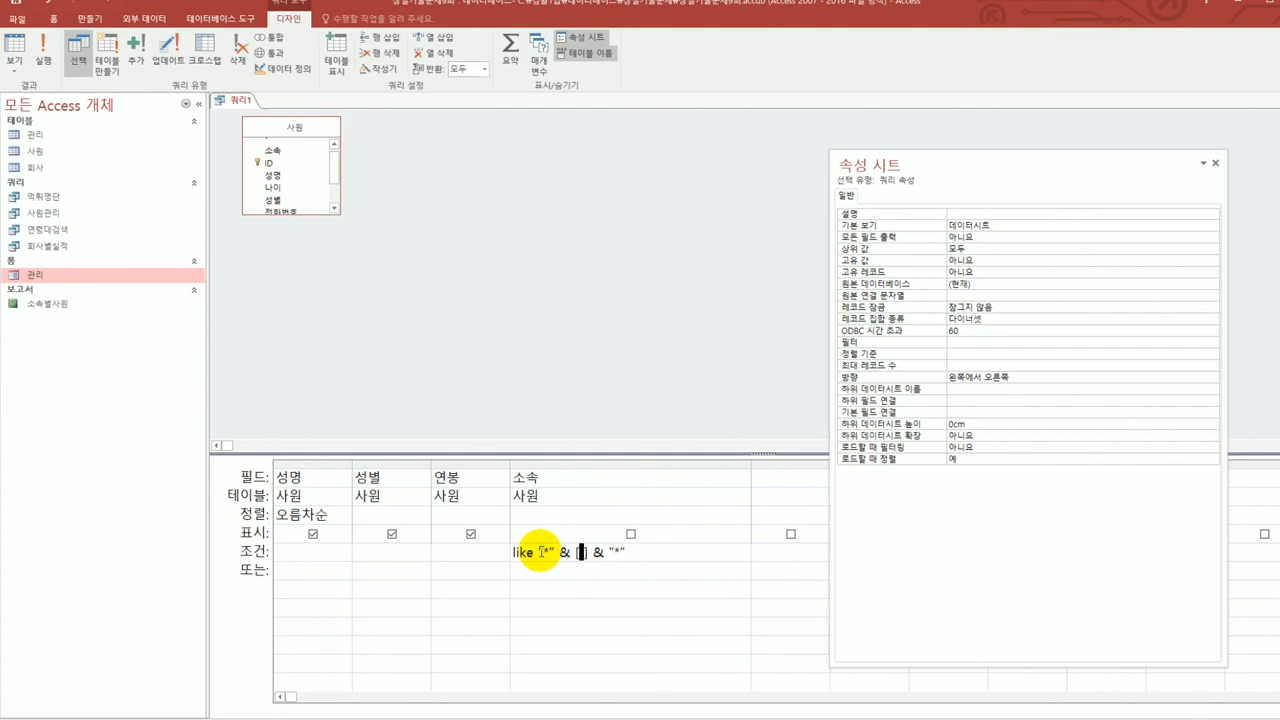 쿼리 도구
파일 홈 만들기 외부 데이터 데이터베이스 도구 디자인 수행할 작업을 알려 주세요.
보기 실행 선택 테이블 만들기 추가 업데이트 크로스탭 삭제 통합 통과 데이터 정의 테이블 표시 행 삽입 행 삭제 작성기 열 삽입 열 삭제 반환: 모두 요약 매개 변수 속성 시트 테이블 이름
결과 쿼리 유형 쿼리 설정 표시/숨기기
모든 Access 개체
테이블
관리
사원
회사
쿼리
먹튀명단
사원관리
연령대검색
회사별실적
폼
관리
보고서
소속별사원
쿼리1
사원
소속
ID
성명
나이
성별
전화번호
속성 시트
선택 유형: 쿼리 속성
일반
설명
기본 보기 데이터시트
모든 필드 출력 아니요
상위 값 모두
고유 값 아니요
고유 레코드 아니요
원본 데이터베이스 (현재)
원본 연결 문자열
레코드 잠금 잠그지 않음
레코드 집합 종류 다이너셋
ODBC 시간 초과 60
필터
정렬 기준
최대 레코드 수
방향 왼쪽에서 오른쪽
하위 데이터시트 이름
하위 필드 연결
기본 필드 연결
하위 데이터시트 높이 0cm
하위 데이터시트 확장 아니요
로드할 때 필터링 아니요
로드할 때 정렬 예
필드: 성명 성별 연봉 소속
테이블: 사원 사원 사원 사원
정렬: 오름차순
표시:
조건: like "*" & [] & "*"
또는: